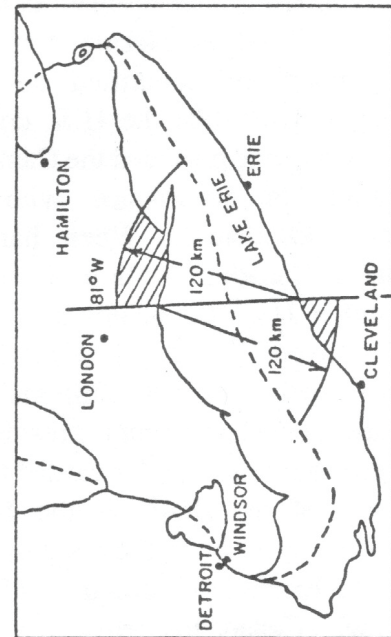 HAMILTON
81°W
120 km
LAKE ERIE
ERIE
LONDON
120 km
CLEVELAND
WINDSOR
DETROIT